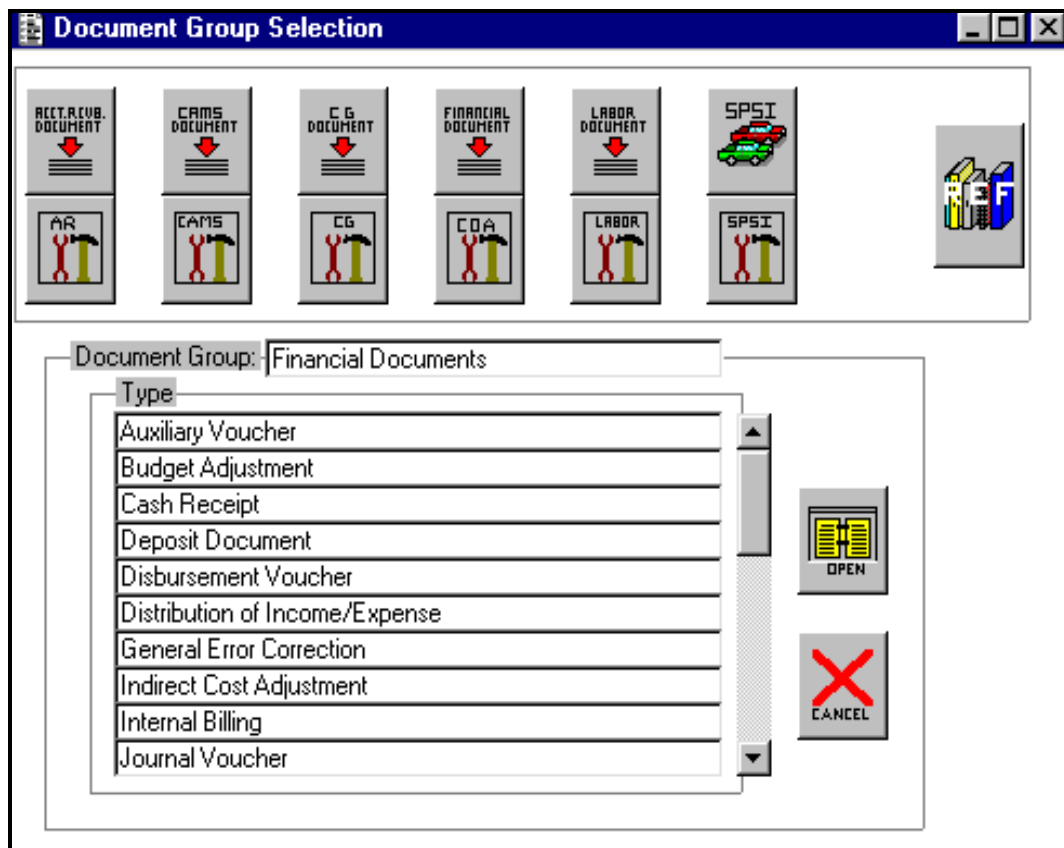 Document Group Selection
ACCT.RCVB. DOCUMENT
CAMS DOCUMENT
C G DOCUMENT
FINANCIAL DOCUMENT
LABOR DOCUMENT
SPSI
REF
AR
CAMS
CG
COA
LABOR
SPSI
Document Group:
Financial Documents
Type
Auxiliary Voucher
Budget Adjustment
Cash Receipt
Deposit Document
Disbursement Voucher
Distribution of Income/Expense
General Error Correction
Indirect Cost Adjustment
Internal Billing
Journal Voucher
OPEN
CANCEL